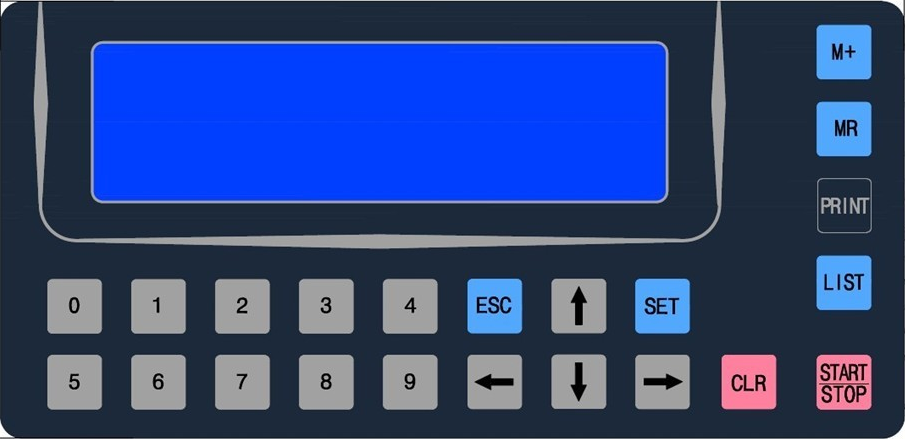 M+
MR
PRINT
LIST
0 1 2 3 4 ESC SET
5 6 7 8 9 CLR START
STOP